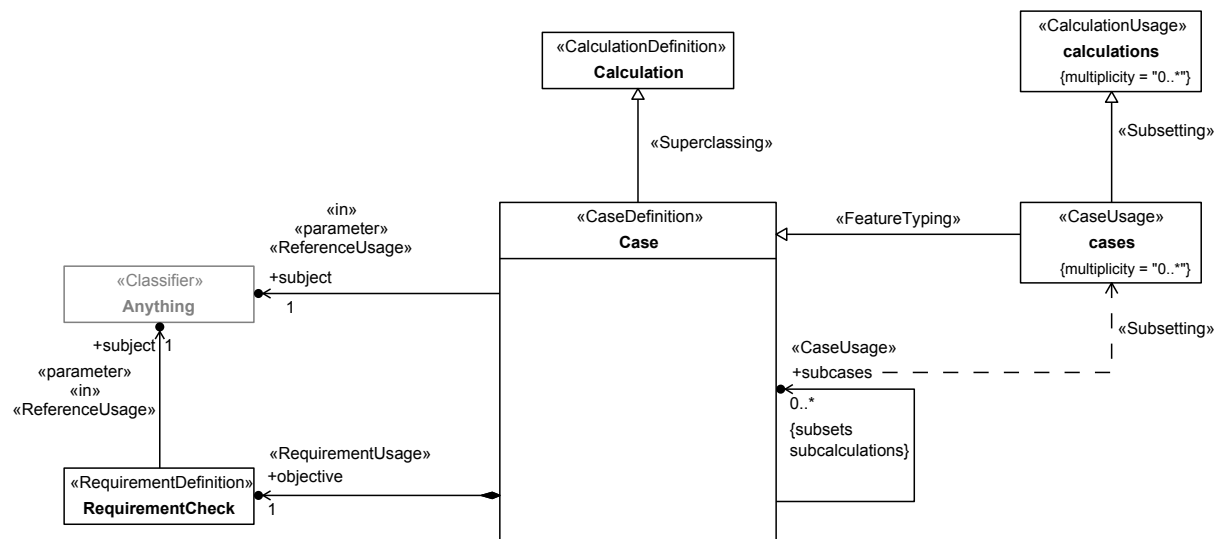 «CalculationDefinition»
Calculation
«CalculationUsage»
calculations
{multiplicity = "0..*"}
«Superclassing»
«Subsetting»
«in»
«parameter»
«ReferenceUsage»
+subject
1
«CaseDefinition»
Case
«FeatureTyping»
«CaseUsage»
cases
{multiplicity = "0..*"}
«Classifier»
Anything
+subject
1
«parameter»
«in»
«ReferenceUsage»
«Subsetting»
«CaseUsage»
+subcases
0..*
{subsets
subcalculations}
«RequirementUsage»
+objective
1
«RequirementDefinition»
RequirementCheck